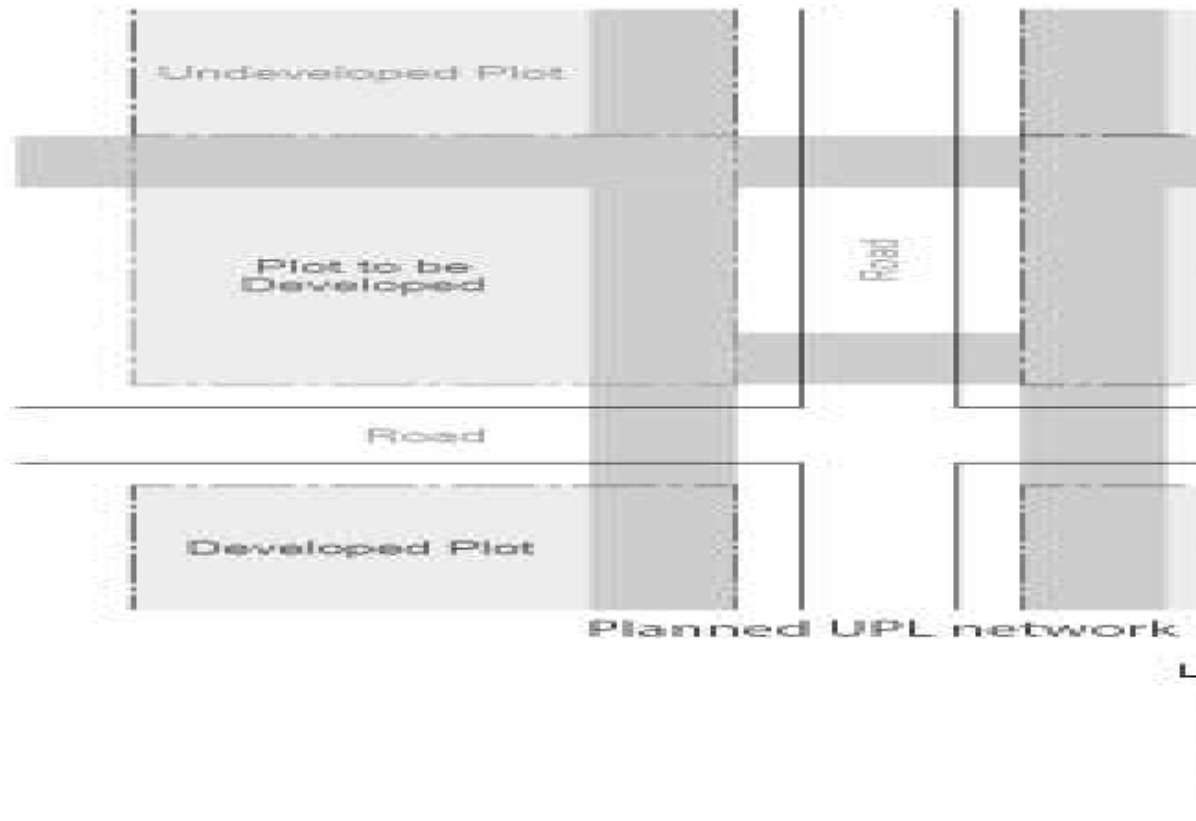 Undeveloped Plot
Plot to be
Developed
Road
Road
Developed Plot
Planned UPL network